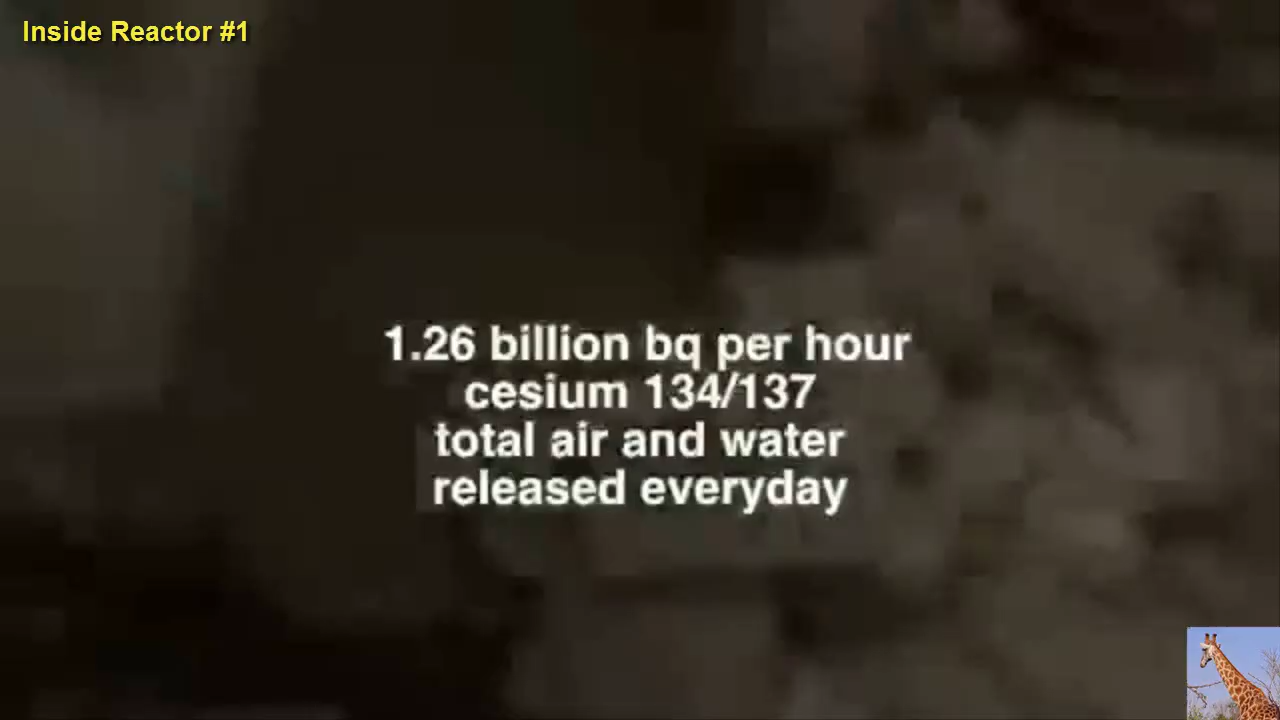 Inside Reactor #1
1.26 billion bq per hour
cesium 134/137
total air and water
released everyday